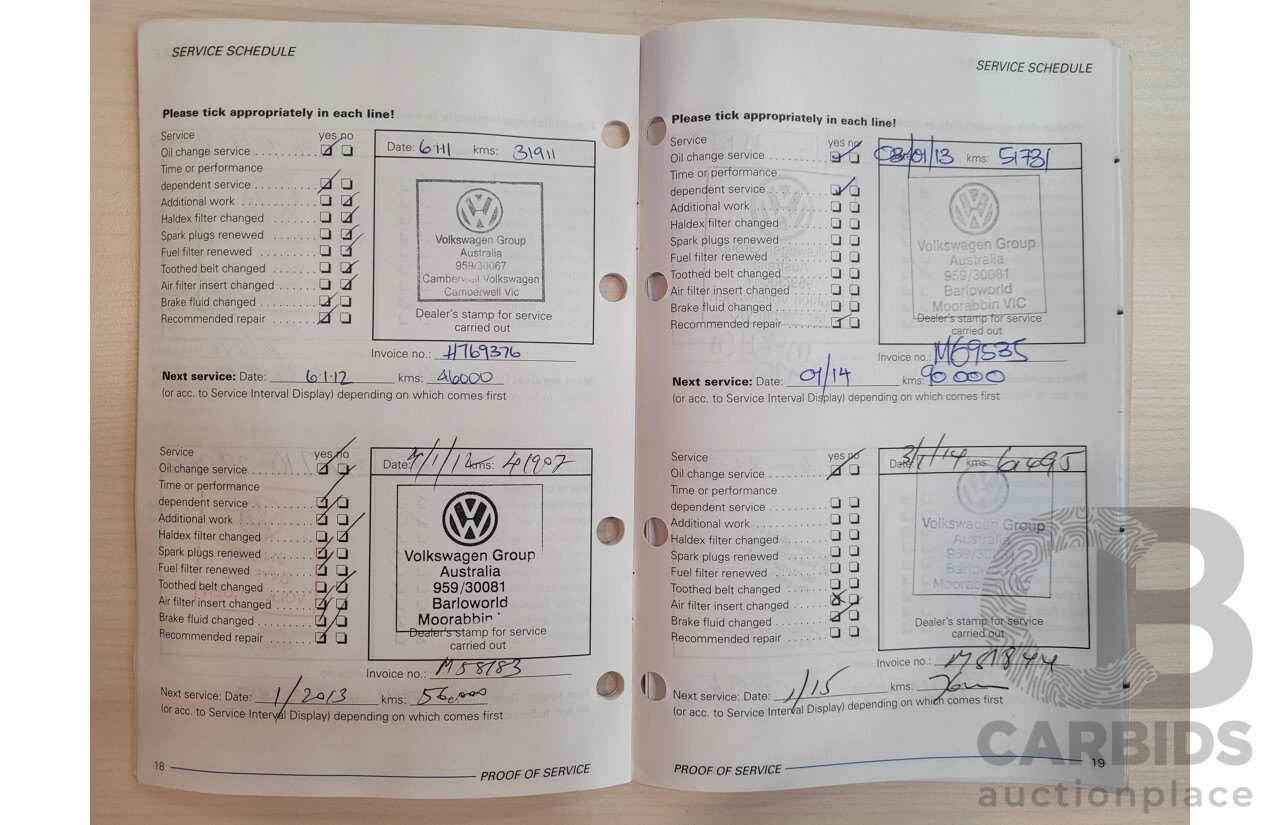 SERVICE SCHEDULE
Please tick appropriately in each line!
Service yes no
Oil change service
Time or performance
dependent service
Additional work
Haldex filter changed
Spark plugs renewed
Fuel filter renewed
Toothed belt changed
Air filter insert changed
Brake fluid changed
Recommended repair
Date: 6·1·11 kms: 31911
Volkswagen Group
Australia
959/30067
Camberwell Volkswagen
Camberwell Vic
Dealer's stamp for service
carried out
Invoice no.: H769376
Next service: Date: 6·1·12 kms: 46000
(or acc. to Service Interval Display) depending on which comes first
Service yes no
Oil change service
Time or performance
dependent service
Additional work
Haldex filter changed
Spark plugs renewed
Fuel filter renewed
Toothed belt changed
Air filter insert changed
Brake fluid changed
Recommended repair
Date: /1/12 kms: 41907
Volkswagen Group
Australia
959/30081
Barloworld
Moorabbin
Dealer's stamp for service
carried out
Invoice no.: M58183
Next service: Date: 1/2013 kms: 56,000
(or acc. to Service Interval Display) depending on which comes first
18
PROOF OF SERVICE
SERVICE SCHEDULE
Please tick appropriately in each line!
Service yes no
Oil change service
Time or performance
dependent service
Additional work
Haldex filter changed
Spark plugs renewed
Fuel filter renewed
Toothed belt changed
Air filter insert changed
Brake fluid changed
Recommended repair
03/01/13 kms: 51731
Volkswagen Group
Australia
959/30081
Barloworld
Moorabbin VIC
Dealer's stamp for service
carried out
Invoice no.: M69535
Next service: Date: 01/14 kms: 90 000
(or acc. to Service Interval Display) depending on which comes first
Service yes no
Oil change service
Time or performance
dependent service
Additional work
Haldex filter changed
Spark plugs renewed
Fuel filter renewed
Toothed belt changed
Air filter insert changed
Brake fluid changed
Recommended repair
Date: 3/1/14 kms: 61495
Volkswagen Group
Australia
Dealer's stamp for service
carried out
Invoice no.: M81844
Next service: Date: 1/15 kms:
(or acc. to Service Interval Display) depending on which comes first
PROOF OF SERVICE
19
CARBIDS
auctionplace